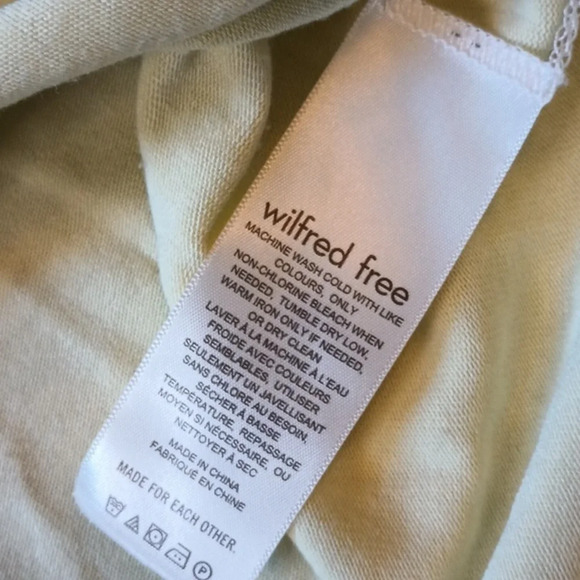 wilfred free
MACHINE WASH COLD WITH LIKE
COLOURS, ONLY
NON-CHLORINE BLEACH WHEN
NEEDED, TUMBLE DRY LOW.
WARM IRON ONLY IF NEEDED,
OR DRY CLEAN
LAVER À LA MACHINE À L'EAU
FROIDE AVEC COULEURS
SEMBLABLES, UTILISER
SEULEMENT UN JAVELLISANT
SANS CHLORE AU BESOIN,
SÉCHER À BASSE
TEMPÉRATURE, REPASSAGE
MOYEN SI NÉCESSAIRE, OU
NETTOYER À SEC
MADE IN CHINA
FABRIQUÉ EN CHINE
MADE FOR EACH OTHER.
P